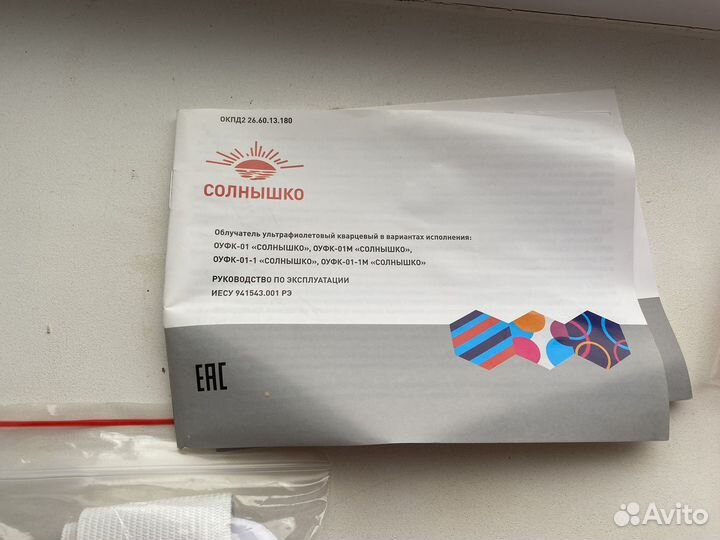 ОКПД2 26.60.13.180
СОЛНЫШКО
Облучатель ультрафиолетовый кварцевый в вариантах исполнения:
ОУФК-01 «СОЛНЫШКО», ОУФК-01М «СОЛНЫШКО»,
ОУФК-01-1 «СОЛНЫШКО», ОУФК-01-1М «СОЛНЫШКО»
РУКОВОДСТВО ПО ЭКСПЛУАТАЦИИ
ИЕСУ 941543.001 РЭ
EAC
Avito